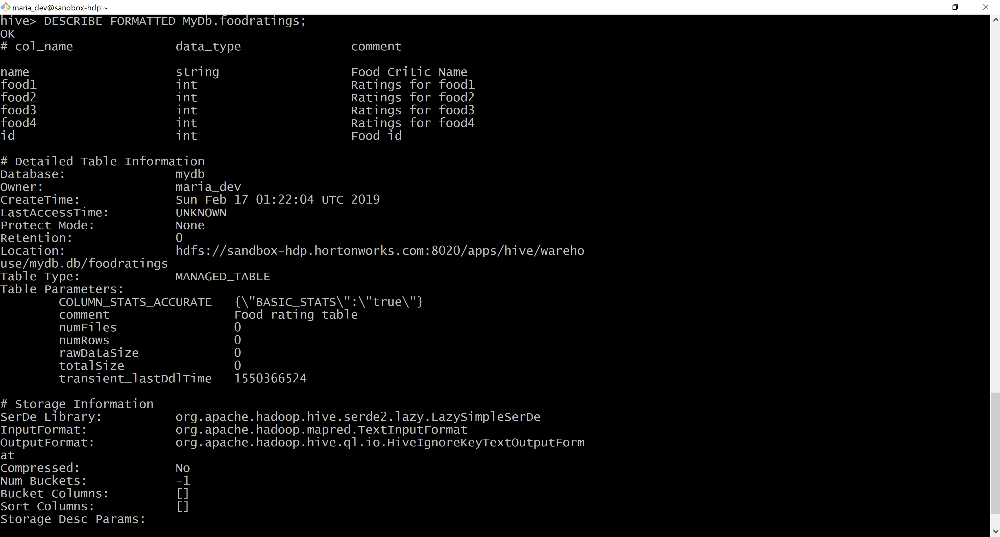 maria_dev@sandbox-hdp:~
hive> DESCRIBE FORMATTED MyDb.foodratings;
OK
# col_name data_type comment
name string Food Critic Name
food1 int Ratings for food1
food2 int Ratings for food2
food3 int Ratings for food3
food4 int Ratings for food4
id int Food id
# Detailed Table Information
Database: mydb
Owner: maria_dev
CreateTime: Sun Feb 17 01:22:04 UTC 2019
LastAccessTime: UNKNOWN
Protect Mode: None
Retention: 0
Location: hdfs://sandbox-hdp.hortonworks.com:8020/apps/hive/wareho
use/mydb.db/foodratings
Table Type: MANAGED_TABLE
Table Parameters:
COLUMN_STATS_ACCURATE {\"BASIC_STATS\":\"true\"}
comment Food rating table
numFiles 0
numRows 0
rawDataSize 0
totalSize 0
transient_lastDdlTime 1550366524
# Storage Information
SerDe Library: org.apache.hadoop.hive.serde2.lazy.LazySimpleSerDe
InputFormat: org.apache.hadoop.mapred.TextInputFormat
OutputFormat: org.apache.hadoop.hive.ql.io.HiveIgnoreKeyTextOutputForm
at
Compressed: No
Num Buckets: -1
Bucket Columns: []
Sort Columns: []
Storage Desc Params: